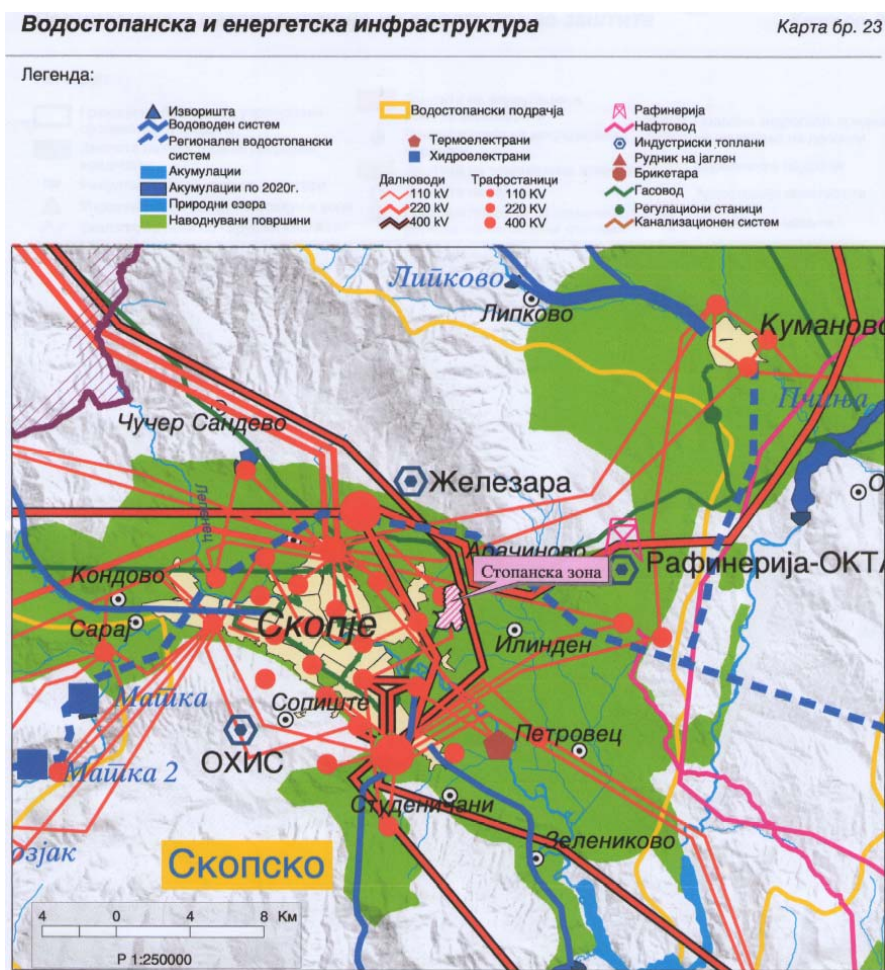 Водостопанска и енергетска инфраструктура
Карта бр. 23
Легенда:
Изворишта
Водоводен систем
Регионален водостопански
систем
Акумулации
Акумулации по 2020г.
Природни езера
Наводнувани површини
Водостопански подрачја
Термоелектрани
Хидроелектрани
Далноводи
Трафостаници
110 KV
110 KV
220 KV
220 KV
400 KV
400 KV
Рафинерија
Нафтовод
Индустриски топлани
Рудник на јаглен
Брикетара
Гасовод
Регулациони станици
Канализационен систем
Липково
Липково
Куманово
Пчиња
Чучер Сандево
Железара
Лепенец
Арачиново
Рафинерија-ОКТА
Стопанска зона
Кондово
Сарај
Скопје
Илинден
Матка
Сопиште
Петровец
ОХИС
Матка 2
Студеничани
Зелениково
озјак
Скопско
4 0 4 8 Км
Р 1:250000